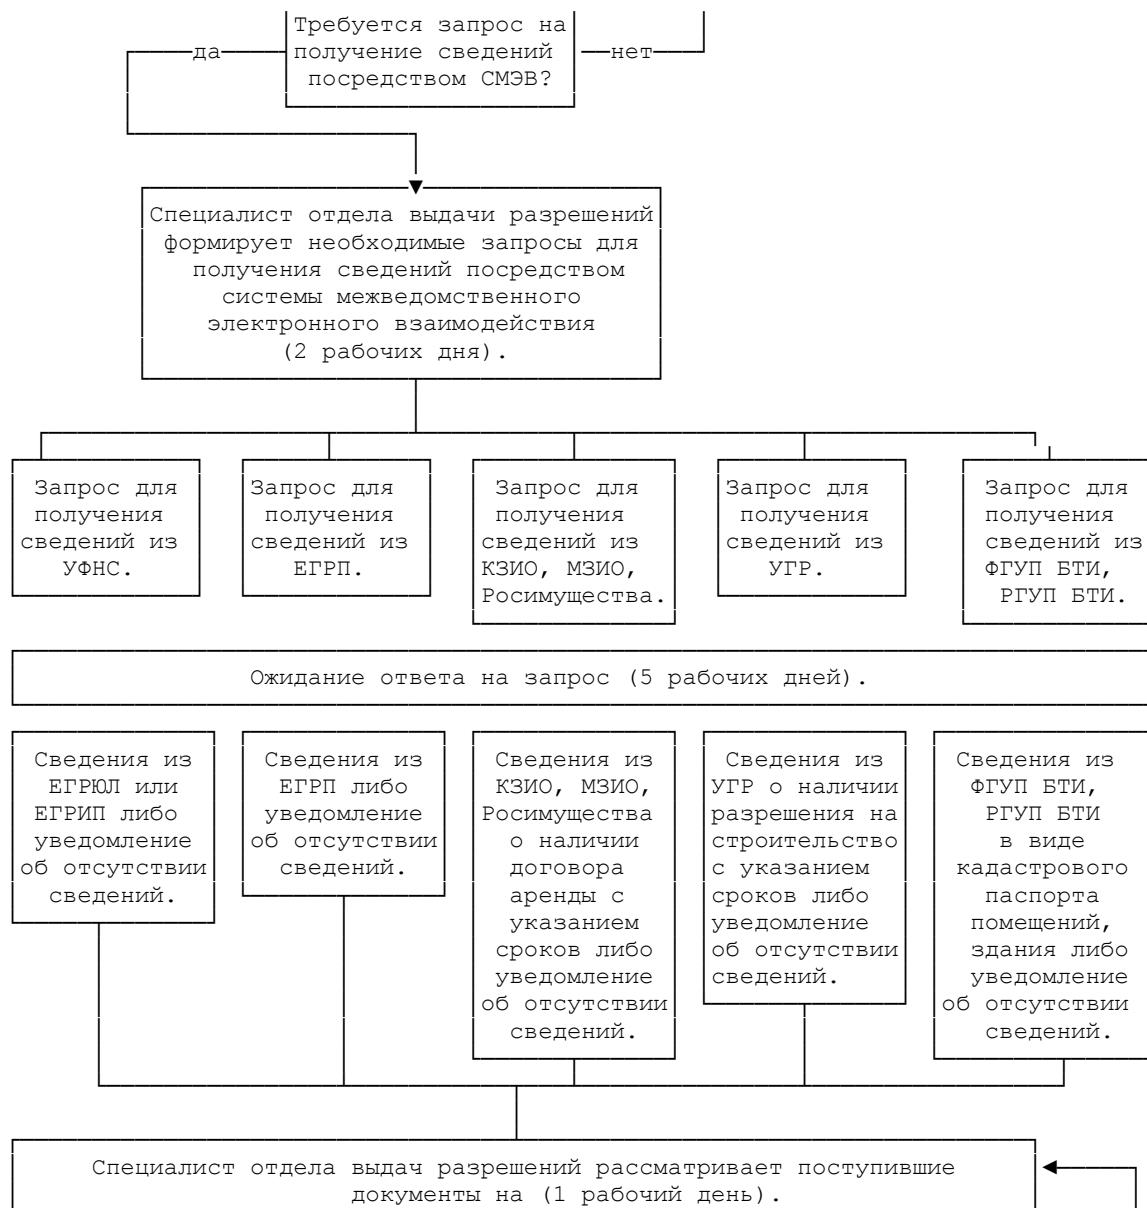 Требуется запрос на
да
получение сведений
нет
посредством СМЭВ?
Специалист отдела выдачи разрешений
формирует необходимые запросы для
получения сведений посредством
системы межведомственного
электронного взаимодействия
(2 рабочих дня).
Запрос для
получения
сведений из
УФНС.
Запрос для
получения
сведений из
ЕГРП.
Запрос для
получения
сведений из
КЗИО, МЗИО,
Росимущества.
Запрос для
получения
сведений из
УГР.
Запрос для
получения
сведений из
ФГУП БТИ,
РГУП БТИ.
Ожидание ответа на запрос (5 рабочих дней).
Сведения из
ЕГРЮЛ или
ЕГРИП либо
уведомление
об отсутствии
сведений.
Сведения из
ЕГРП либо
уведомление
об отсутствии
сведений.
Сведения из
КЗИО, МЗИО,
Росимущества
о наличии
договора
аренды с
указанием
сроков либо
уведомление
об отсутствии
сведений.
Сведения из
УГР о наличии
разрешения на
строительство
с указанием
сроков либо
уведомление
об отсутствии
сведений.
Сведения из
ФГУП БТИ,
РГУП БТИ
в виде
кадастрового
паспорта
помещений,
здания либо
уведомление
об отсутствии
сведений.
Специалист отдела выдач разрешений рассматривает поступившие
документы на (1 рабочий день).